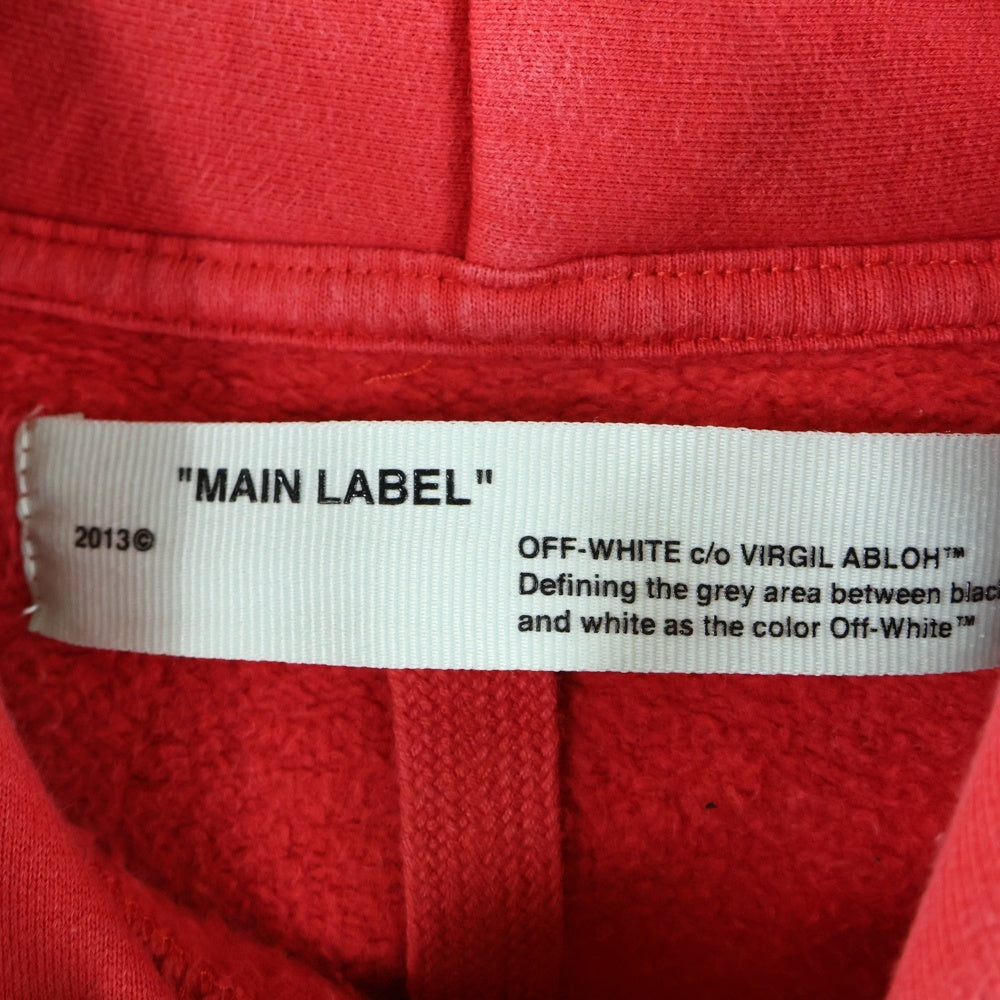 "MAIN LABEL"
2013©
OFF-WHITE c/o VIRGIL ABLOH™
Defining the grey area between blac
and white as the color Off-White™